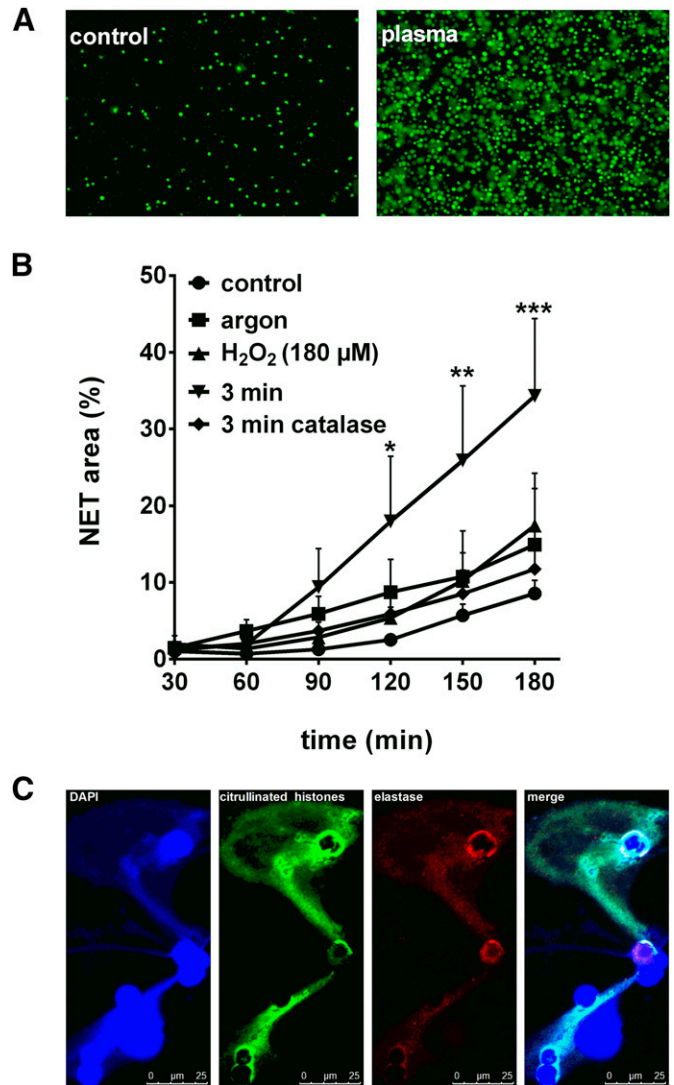 A
control
plasma
B
control
argon
H₂O₂ (180 µM)
3 min
3 min catalase
NET area (%)
50
40
30
20
10
0
*
**
***
30 60 90 120 150 180
time (min)
C
DAPI
citrullinated histones
elastase
merge
0 µm 25
0 µm 25
0 µm 25
0 µm 25